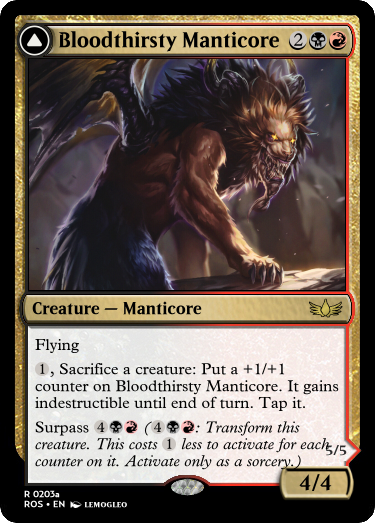 Bloodthirsty Manticore 2
Creature — Manticore
Flying
1, Sacrifice a creature: Put a +1/+1
counter on Bloodthirsty Manticore. It gains
indestructible until end of turn. Tap it.
Surpass 4 (4: Transform this
creature. This costs 1 less to activate for each
counter on it. Activate only as a sorcery.)
5/5
4/4
R 0203a
ROS • EN LEMOGLEO